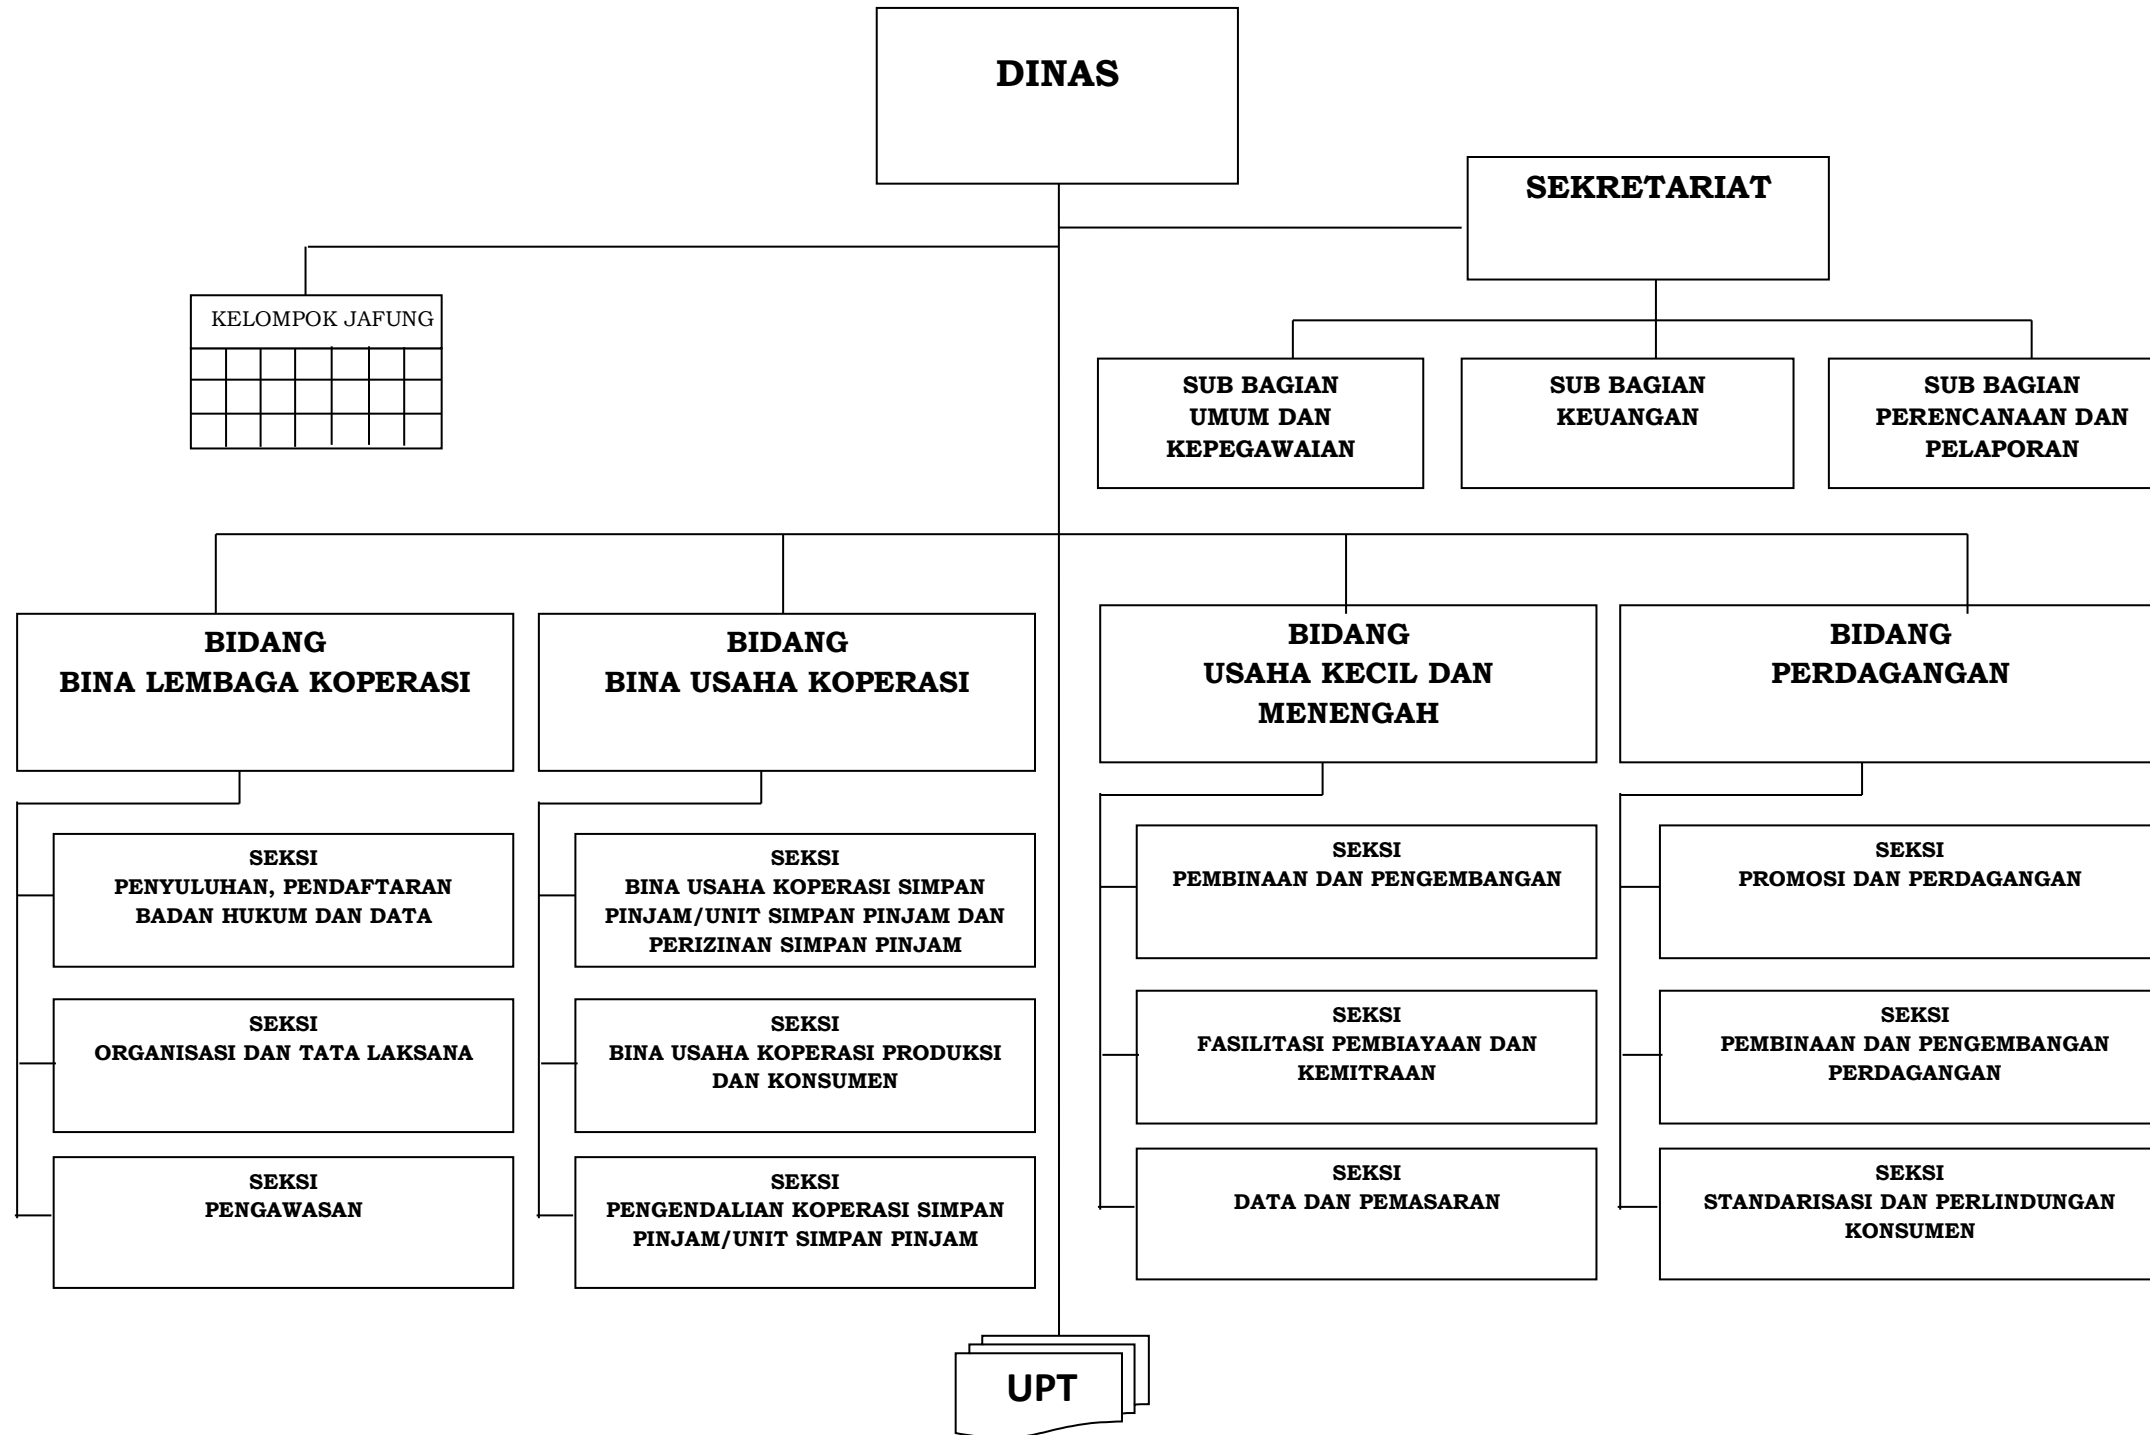 DINAS
SEKRETARIAT
KELOMPOK JAFUNG
SUB BAGIAN
UMUM DAN
KEPEGAWAIAN
SUB BAGIAN
KEUANGAN
SUB BAGIAN
PERENCANAAN DAN
PELAPORAN
BIDANG
BINA LEMBAGA KOPERASI
BIDANG
BINA USAHA KOPERASI
BIDANG
USAHA KECIL DAN
MENENGAH
BIDANG
PERDAGANGAN
SEKSI
PENYULUHAN, PENDAFTARAN
BADAN HUKUM DAN DATA
SEKSI
BINA USAHA KOPERASI SIMPAN
PINJAM/UNIT SIMPAN PINJAM DAN
PERIZINAN SIMPAN PINJAM
SEKSI
PEMBINAAN DAN PENGEMBANGAN
SEKSI
PROMOSI DAN PERDAGANGAN
SEKSI
ORGANISASI DAN TATA LAKSANA
SEKSI
BINA USAHA KOPERASI PRODUKSI
DAN KONSUMEN
SEKSI
FASILITASI PEMBIAYAAN DAN
KEMITRAAN
SEKSI
PEMBINAAN DAN PENGEMBANGAN
PERDAGANGAN
SEKSI
PENGAWASAN
SEKSI
PENGENDALIAN KOPERASI SIMPAN
PINJAM/UNIT SIMPAN PINJAM
SEKSI
DATA DAN PEMASARAN
SEKSI
STANDARISASI DAN PERLINDUNGAN
KONSUMEN
UPT